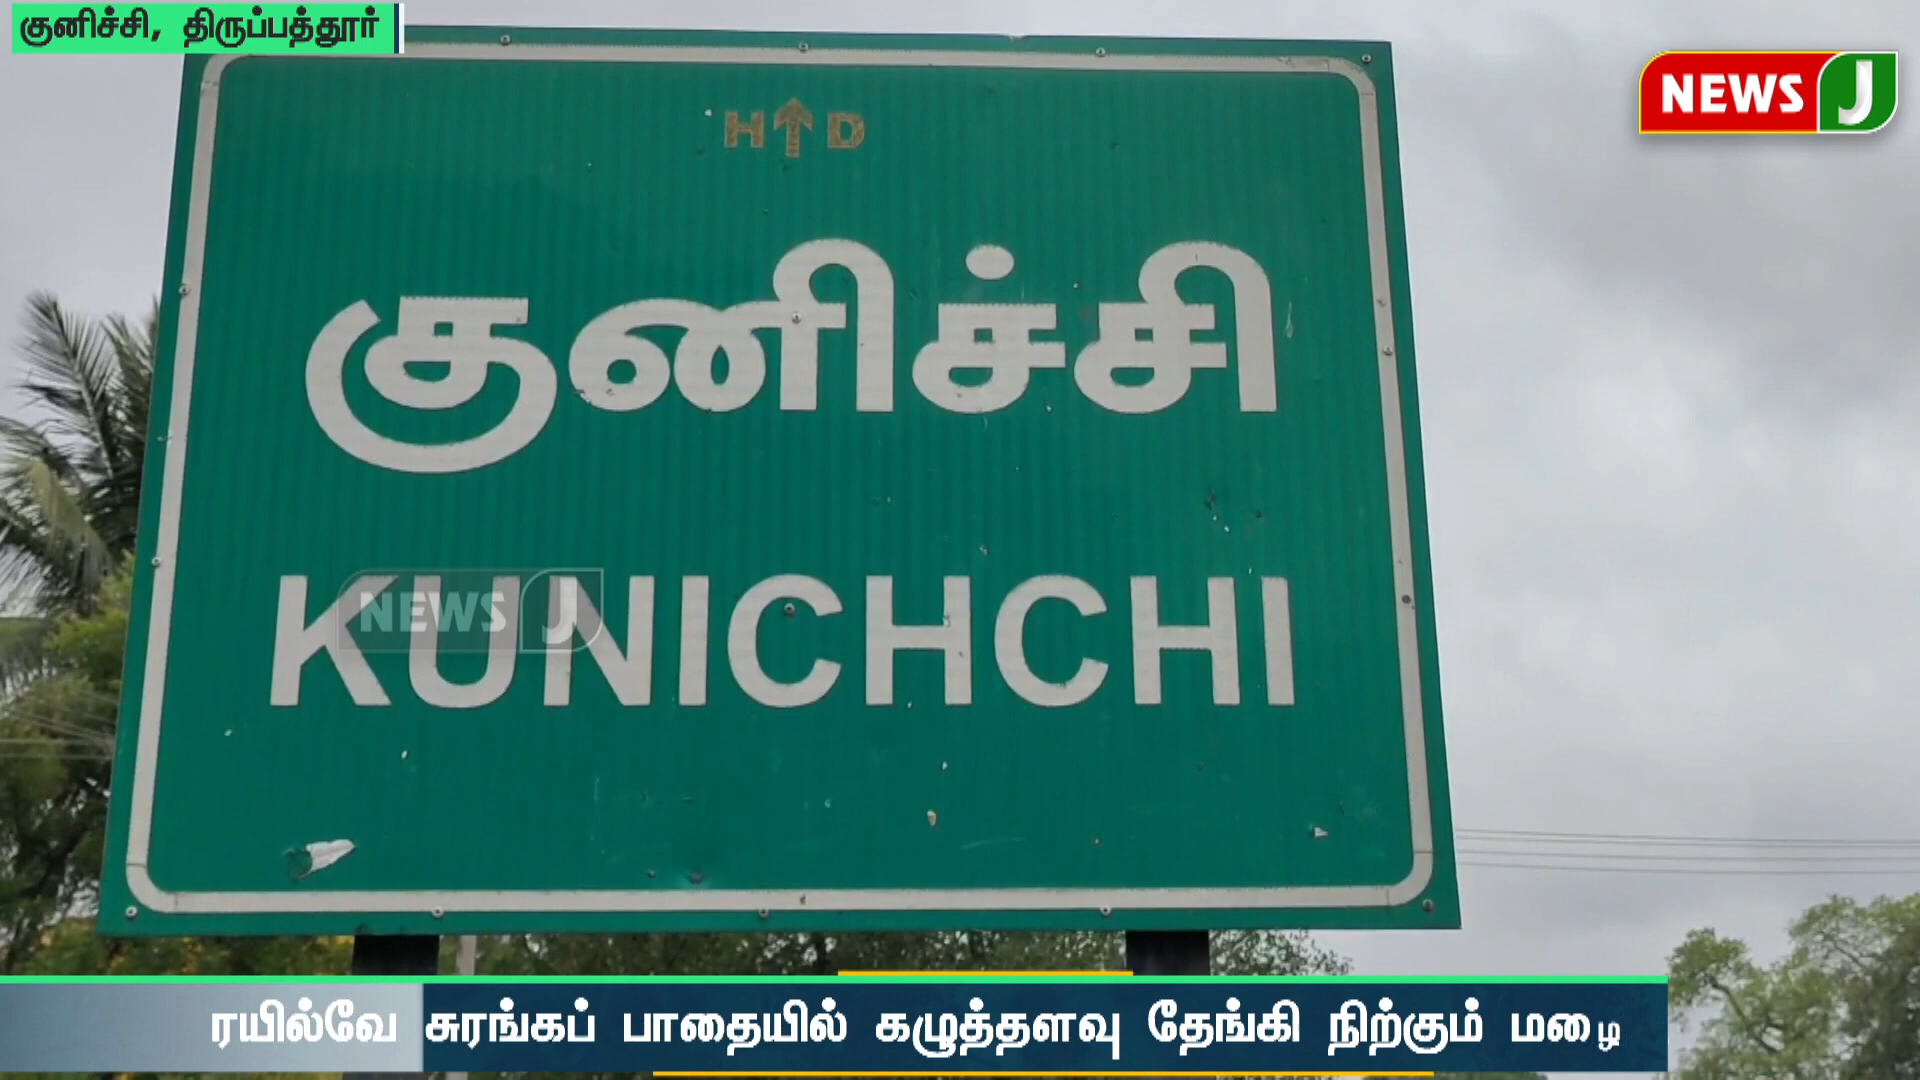 குனிச்சி, திருப்பத்தூர்
NEWS J
H D
குனிச்சி
KUNICHCHI
NEWS J
ரயில்வே சுரங்கப் பாதையில் கழுத்தளவு தேங்கி நிற்கும் மழை